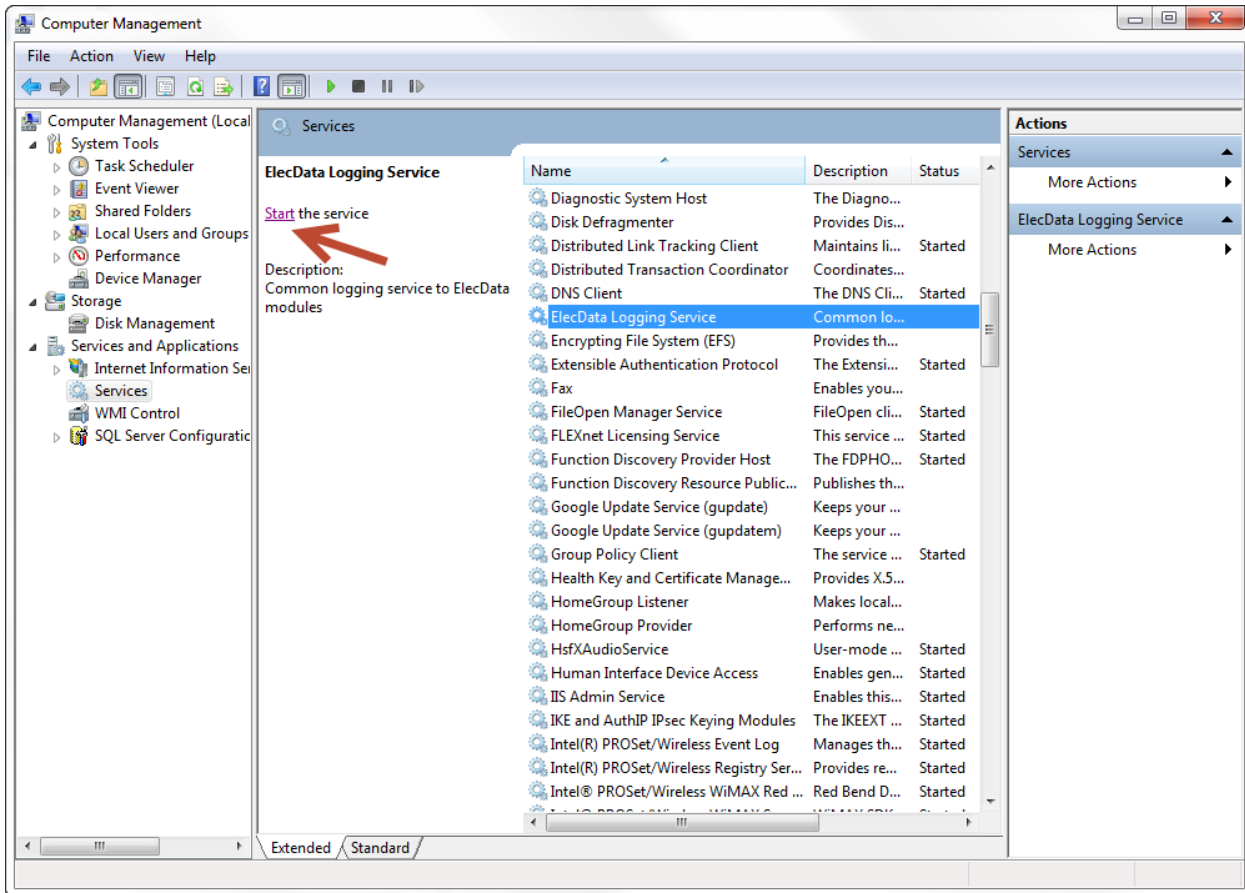 Computer Management
File Action View Help
Computer Management (Local
System Tools
Task Scheduler
Event Viewer
Shared Folders
Local Users and Groups
Performance
Device Manager
Storage
Disk Management
Services and Applications
Internet Information Ser
Services
WMI Control
SQL Server Configuratic
Services
ElecData Logging Service
Start the service
Description:
Common logging service to ElecData
modules
Name Description Status
Diagnostic System Host The Diagno...
Disk Defragmenter Provides Dis...
Distributed Link Tracking Client Maintains li... Started
Distributed Transaction Coordinator Coordinates...
DNS Client The DNS Cli... Started
ElecData Logging Service Common lo...
Encrypting File System (EFS) Provides th...
Extensible Authentication Protocol The Extensi... Started
Fax Enables you...
FileOpen Manager Service FileOpen cli... Started
FLEXnet Licensing Service This service ... Started
Function Discovery Provider Host The FDPHO... Started
Function Discovery Resource Public... Publishes th...
Google Update Service (gupdate) Keeps your ...
Google Update Service (gupdatem) Keeps your ...
Group Policy Client The service ... Started
Health Key and Certificate Manage... Provides X.5...
HomeGroup Listener Makes local...
HomeGroup Provider Performs ne...
HsfXAudioService User-mode ... Started
Human Interface Device Access Enables gen... Started
IIS Admin Service Enables this... Started
IKE and AuthIP IPsec Keying Modules The IKEEXT ... Started
Intel(R) PROSet/Wireless Event Log Manages th... Started
Intel(R) PROSet/Wireless Registry Ser... Provides re... Started
Intel® PROSet/Wireless WiMAX Red ... Red Bend D... Started
Extended Standard
Actions
Services
More Actions
ElecData Logging Service
More Actions